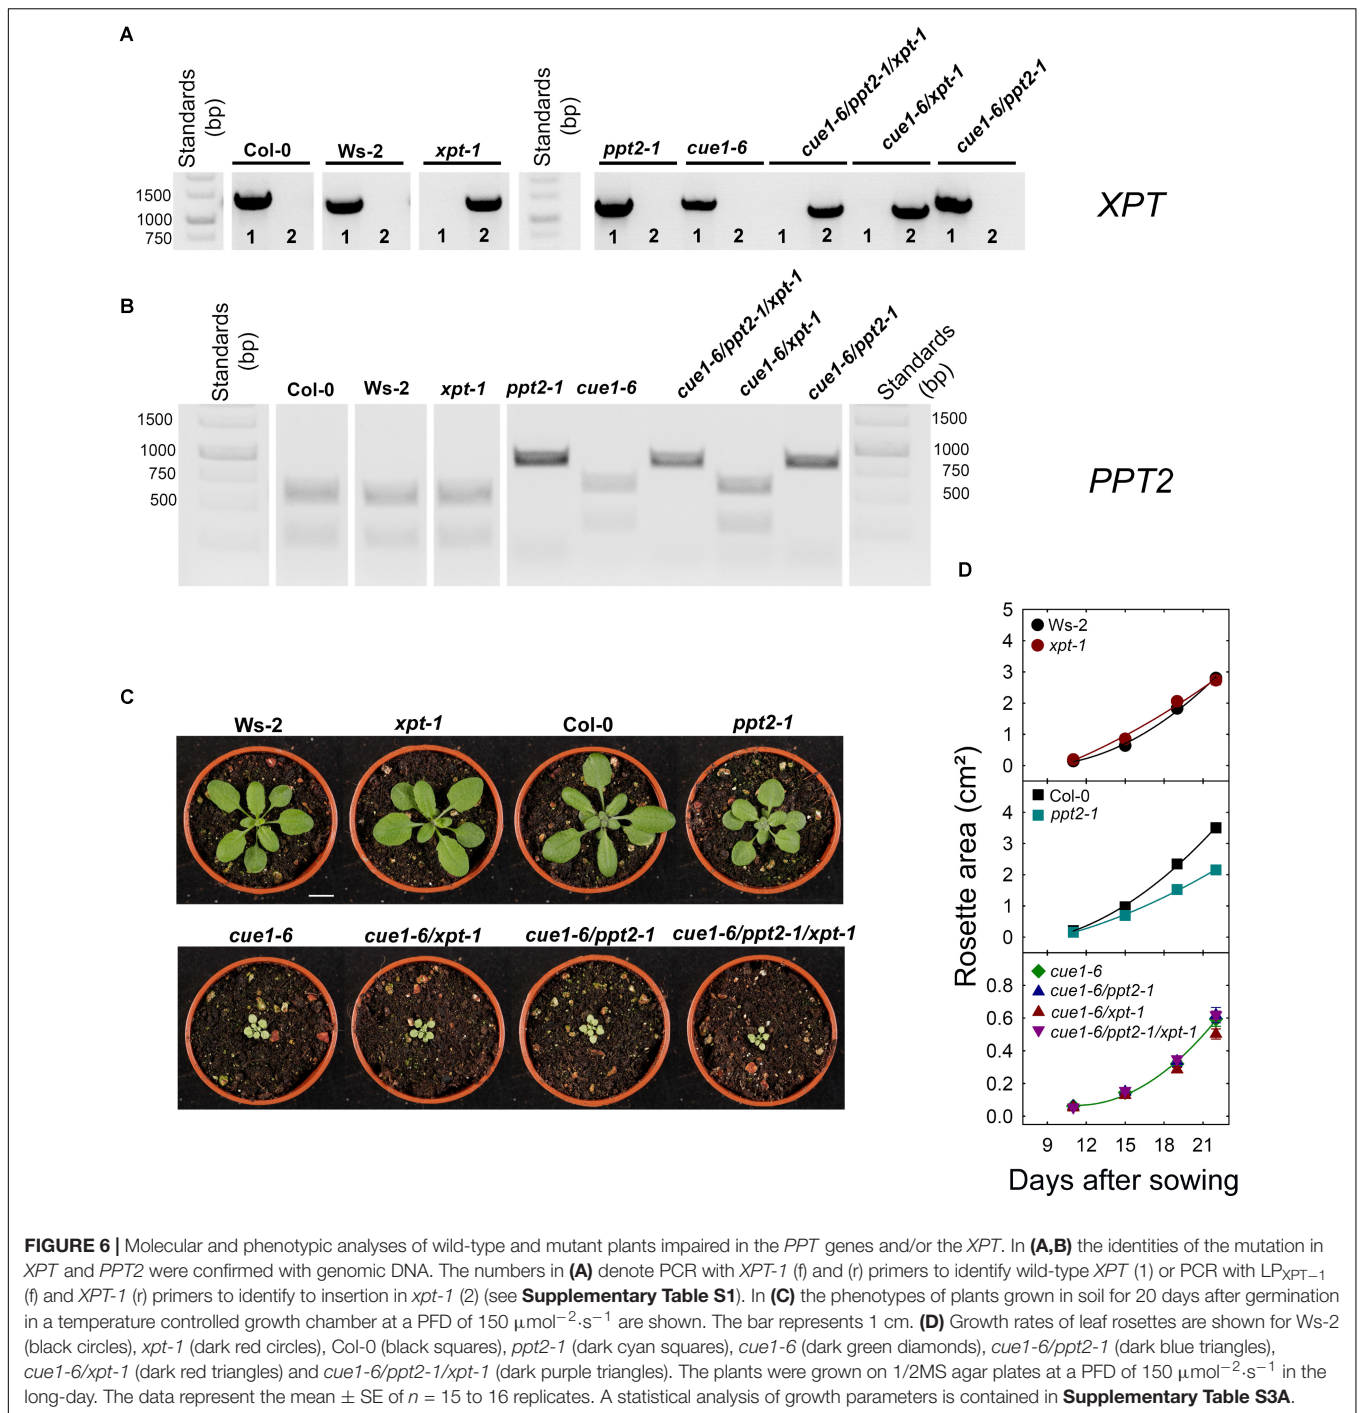 A
Standards
(bp)
Col-0
Ws-2
xpt-1
Standards
(bp)
ppt2-1
cue1-6
cue1-6/ppt2-1/xpt-1
cue1-6/xpt-1
cue1-6/ppt2-1
1500
1000
750
1 2 1 2 1 2 1 2 1 2 1 2 1 2 1 2
XPT
B
Standards
(bp)
Col-0
Ws-2
xpt-1
ppt2-1
cue1-6
cue1-6/ppt2-1/xpt-1
cue1-6/xpt-1
cue1-6/ppt2-1
Standards
(bp)
1500
1000
750
500
1500
1000
750
500
PPT2
C
Ws-2
xpt-1
Col-0
ppt2-1
cue1-6
cue1-6/xpt-1
cue1-6/ppt2-1
cue1-6/ppt2-1/xpt-1
D
Rosette area (cm²)
5
4
3
2
1
0
Ws-2
xpt-1
4
3
2
1
0
Col-0
ppt2-1
0.8
0.6
0.4
0.2
0.0
cue1-6
cue1-6/ppt2-1
cue1-6/xpt-1
cue1-6/ppt2-1/xpt-1
9 12 15 18 21
Days after sowing
FIGURE 6 | Molecular and phenotypic analyses of wild-type and mutant plants impaired in the PPT genes and/or the XPT. In (A,B) the identities of the mutation in
XPT and PPT2 were confirmed with genomic DNA. The numbers in (A) denote PCR with XPT-1 (f) and (r) primers to identify wild-type XPT (1) or PCR with LPXPT−1
(f) and XPT-1 (r) primers to identify to insertion in xpt-1 (2) (see Supplementary Table S1). In (C) the phenotypes of plants grown in soil for 20 days after germination
in a temperature controlled growth chamber at a PFD of 150 μmol−2·s−1 are shown. The bar represents 1 cm. (D) Growth rates of leaf rosettes are shown for Ws-2
(black circles), xpt-1 (dark red circles), Col-0 (black squares), ppt2-1 (dark cyan squares), cue1-6 (dark green diamonds), cue1-6/ppt2-1 (dark blue triangles),
cue1-6/xpt-1 (dark red triangles) and cue1-6/ppt2-1/xpt-1 (dark purple triangles). The plants were grown on 1/2MS agar plates at a PFD of 150 μmol−2·s−1 in the
long-day. The data represent the mean ± SE of n = 15 to 16 replicates. A statistical analysis of growth parameters is contained in Supplementary Table S3A.